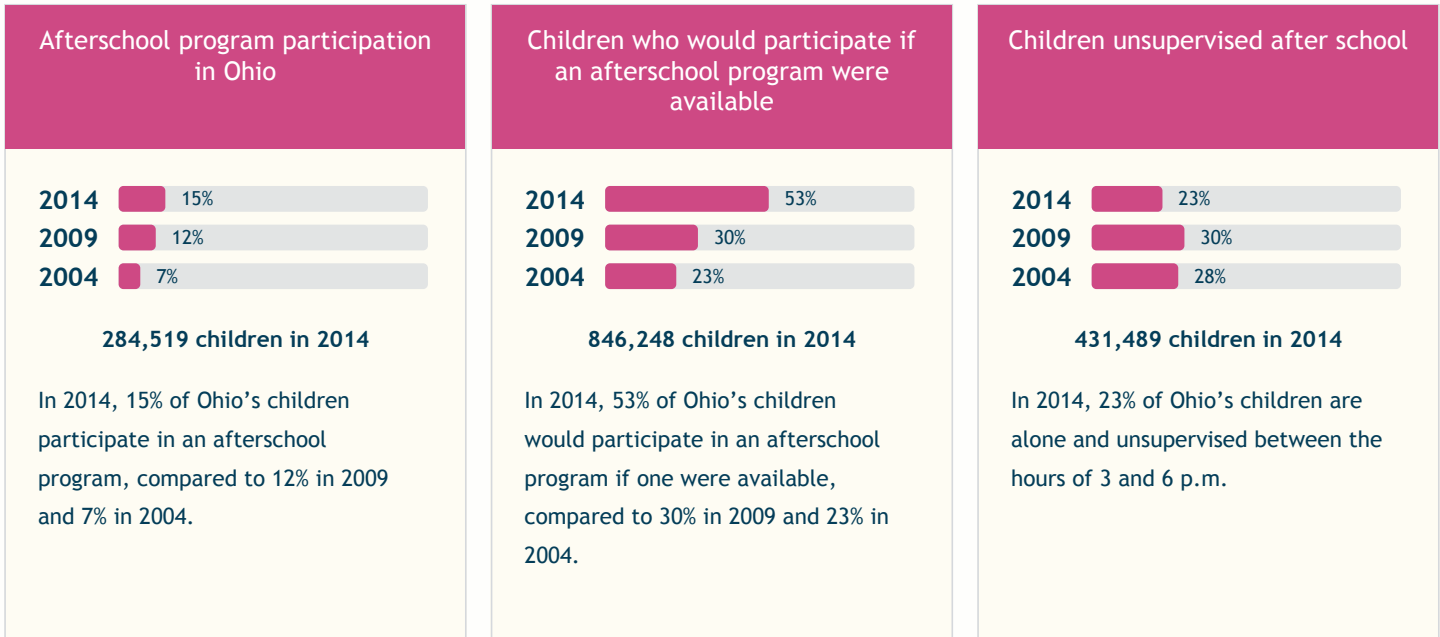 Afterschool program participation
in Ohio
2014 15%
2009 12%
2004 7%
284,519 children in 2014
In 2014, 15% of Ohio’s children
participate in an afterschool
program, compared to 12% in 2009
and 7% in 2004.
Children who would participate if
an afterschool program were
available
2014 53%
2009 30%
2004 23%
846,248 children in 2014
In 2014, 53% of Ohio’s children
would participate in an afterschool
program if one were available,
compared to 30% in 2009 and 23% in
2004.
Children unsupervised after school
2014 23%
2009 30%
2004 28%
431,489 children in 2014
In 2014, 23% of Ohio’s children are
alone and unsupervised between the
hours of 3 and 6 p.m.